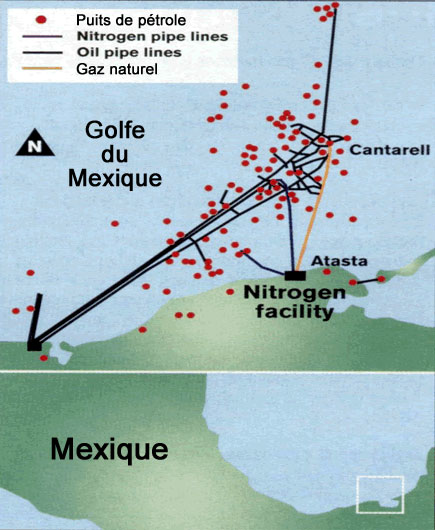 Puits de pétrole
Nitrogen pipe lines
Oil pipe lines
Gaz naturel
N
Golfe
du
Mexique
Cantarell
Atasta
Nitrogen
facility
Mexique